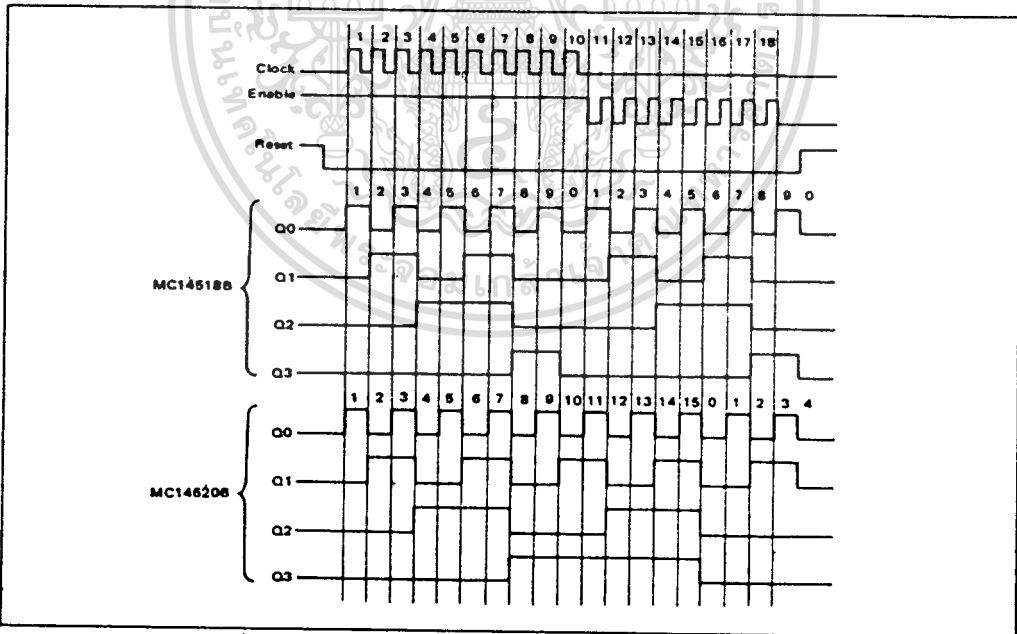 1 2 3 4 5 6 7 8 9 10 11 12 13 14 15 16 17 18
Clock
Enable
Reset
1 2 3 4 5 6 7 8 9 0 1 2 3 4 5 6 7 8 9 0
Q0
Q1
MC14518B
Q2
Q3
1 2 3 4 5 6 7 8 9 10 11 12 13 14 15 0 1 2 3 4
Q0
Q1
MC14520B
Q2
Q3